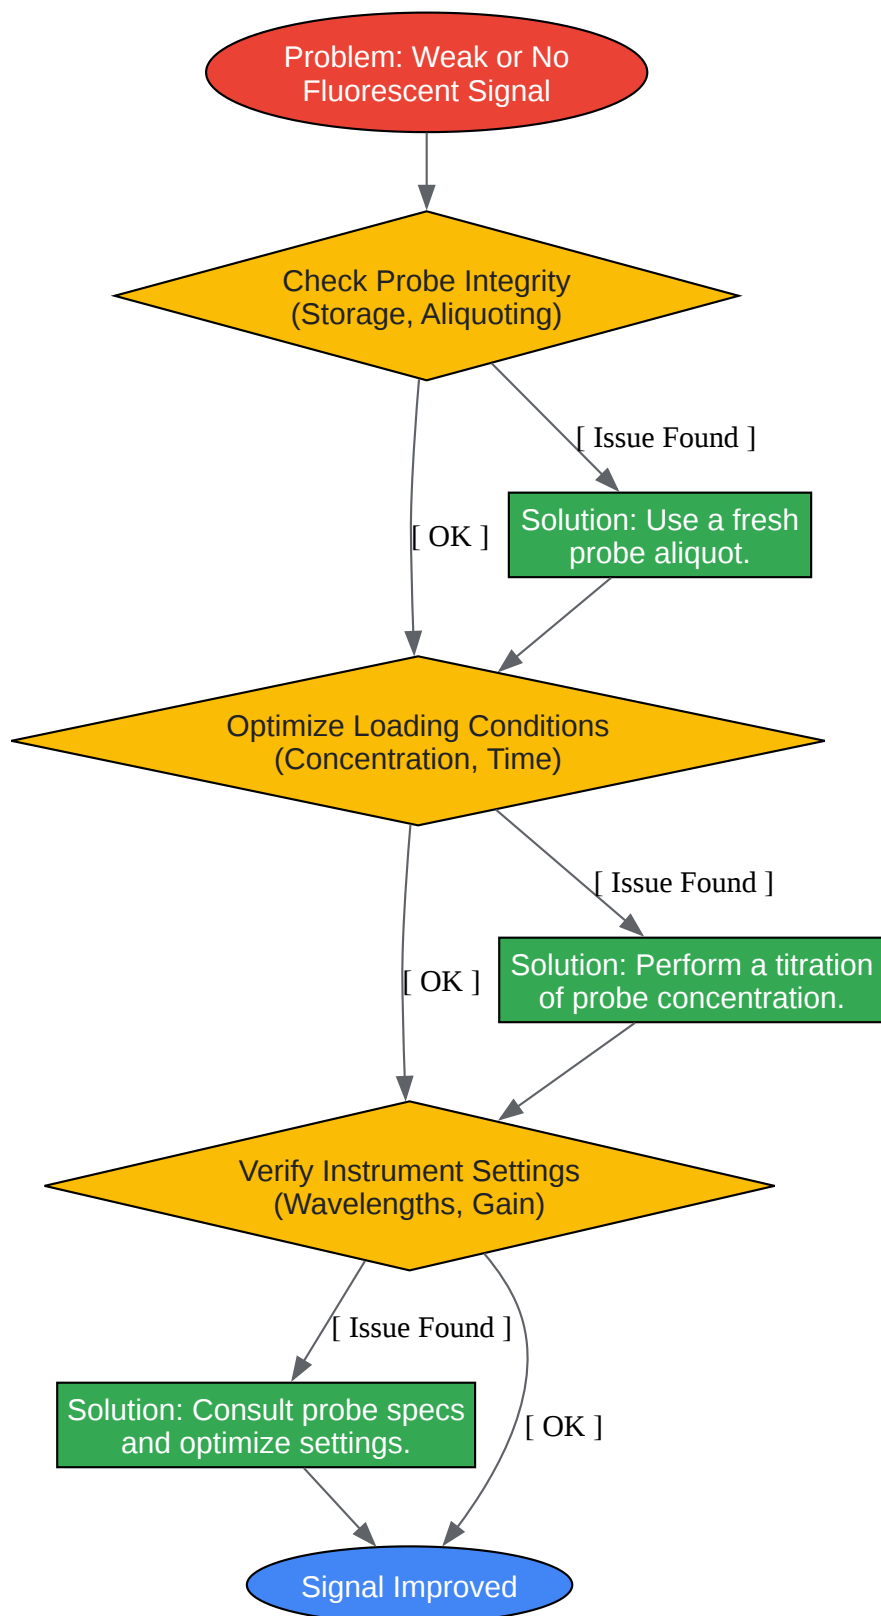 Problem: Weak or No
Fluorescent Signal
Check Probe Integrity
(Storage, Aliquoting)
[ Issue Found ]
Solution: Use a fresh
probe aliquot.
[ OK ]
Optimize Loading Conditions
(Concentration, Time)
[ Issue Found ]
Solution: Perform a titration
of probe concentration.
[ OK ]
Verify Instrument Settings
(Wavelengths, Gain)
[ Issue Found ]
Solution: Consult probe specs
and optimize settings.
[ OK ]
Signal Improved